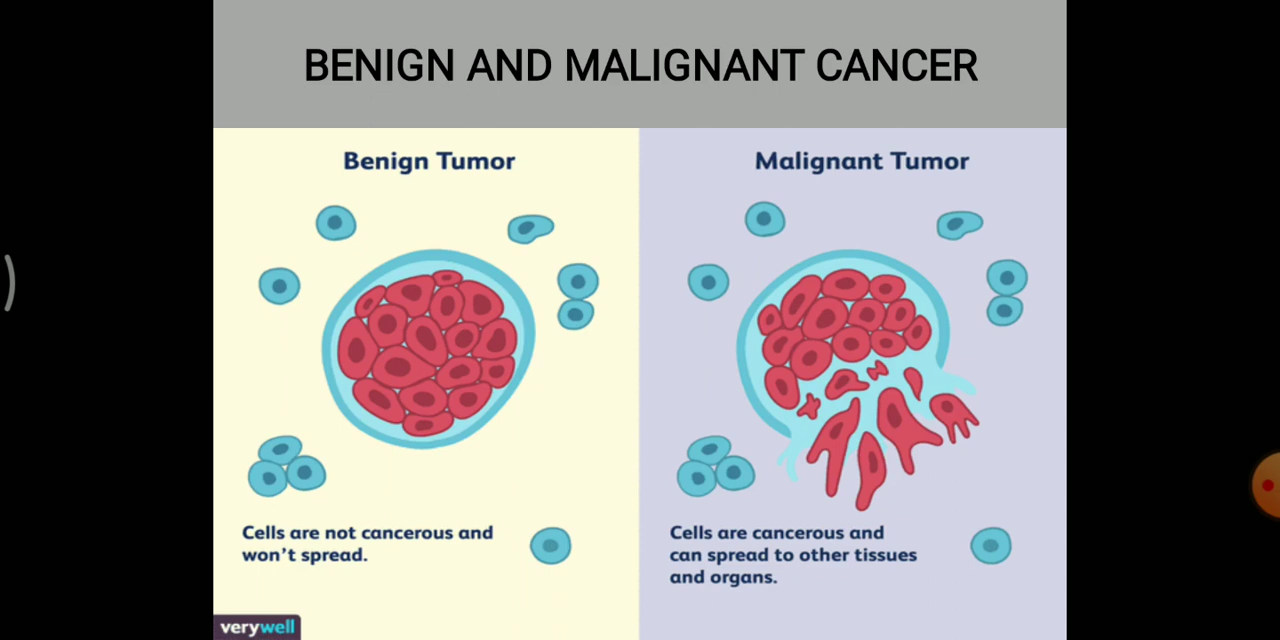 BENIGN AND MALIGNANT CANCER
Benign Tumor
Cells are not cancerous and
won't spread.
Malignant Tumor
Cells are cancerous and
can spread to other tissues
and organs.
verywell